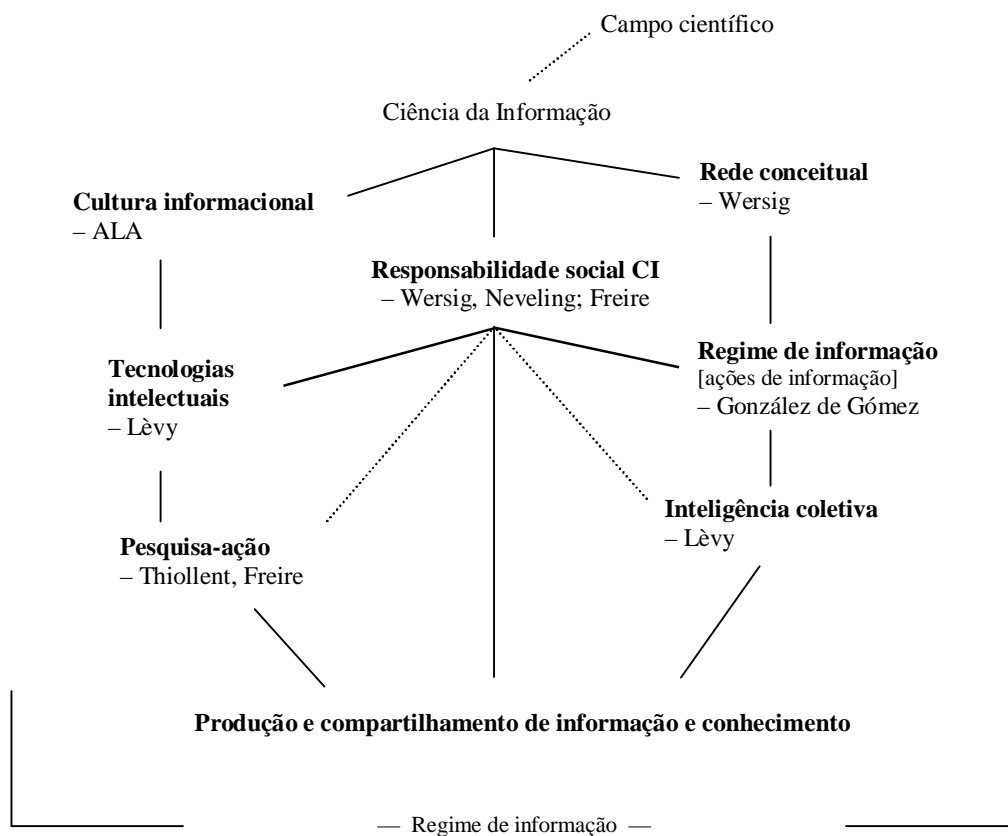 Campo científico
Ciência da Informação
Rede conceitual
– Wersig
Cultura informacional
– ALA
Responsabilidade social CI
– Wersig, Neveling; Freire
Tecnologias
intelectuais
– Lèvy
Regime de informação
[ações de informação]
– González de Gómez
Inteligência coletiva
– Lèvy
Pesquisa-ação
– Thiollent, Freire
Produção e compartilhamento de informação e conhecimento
— Regime de informação —